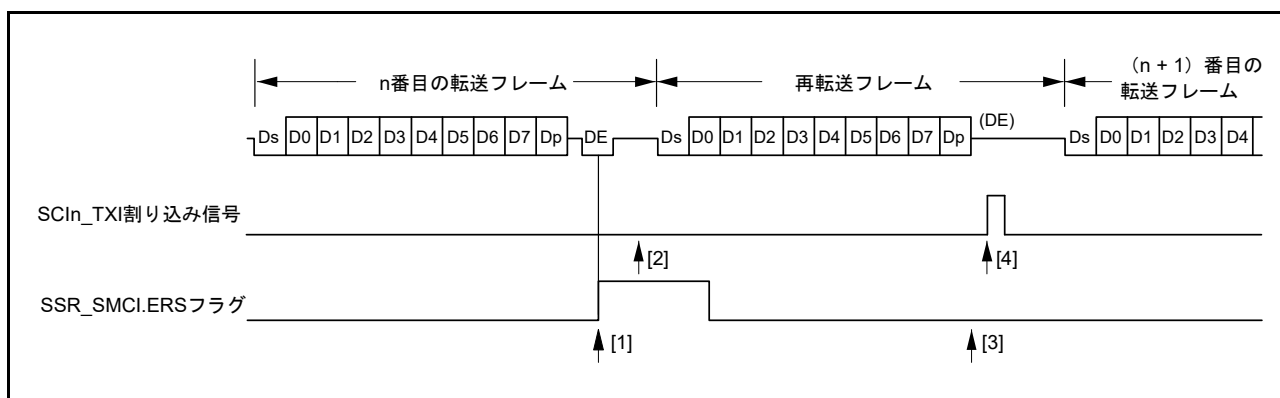 n番目の転送フレーム
再転送フレーム
（n + 1）番目の
転送フレーム
Ds D0 D1 D2 D3 D4 D5 D6 D7 Dp DE Ds D0 D1 D2 D3 D4 D5 D6 D7 Dp (DE) Ds D0 D1 D2 D3 D4
SCIn_TXI割り込み信号
[2] [4]
SSR_SMCI.ERSフラグ
[1] [3]